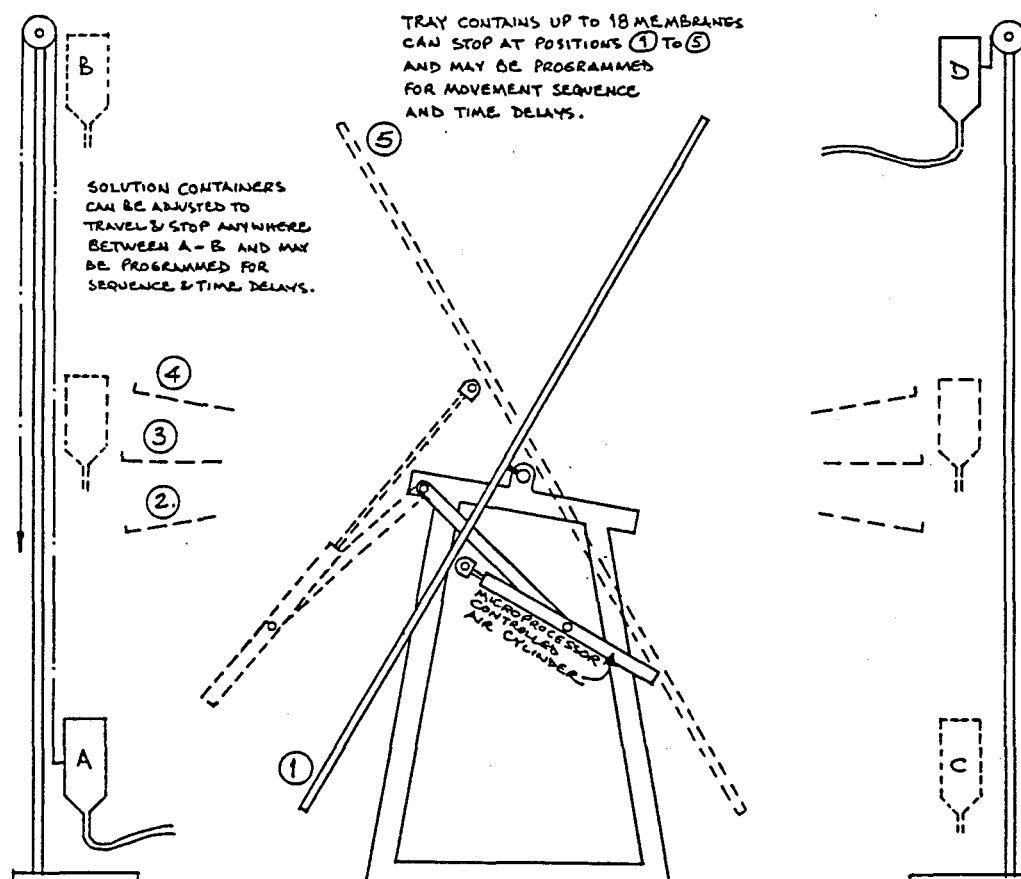 TRAY CONTAINS UP TO 18 MEMBRANES
CAN STOP AT POSITIONS 1 TO 5
AND MAY BE PROGRAMMED
FOR MOVEMENT SEQUENCE
AND TIME DELAYS.
B
D
5
SOLUTION CONTAINERS
CAN BE ADJUSTED TO
TRAVEL & STOP ANYWHERE
BETWEEN A-B AND MAY
BE PROGRAMMED FOR
SEQUENCE & TIME DELAYS.
4
3
2.
MICROPROCESSOR
CONTROLLED
AIR CYLINDER
1
A
C